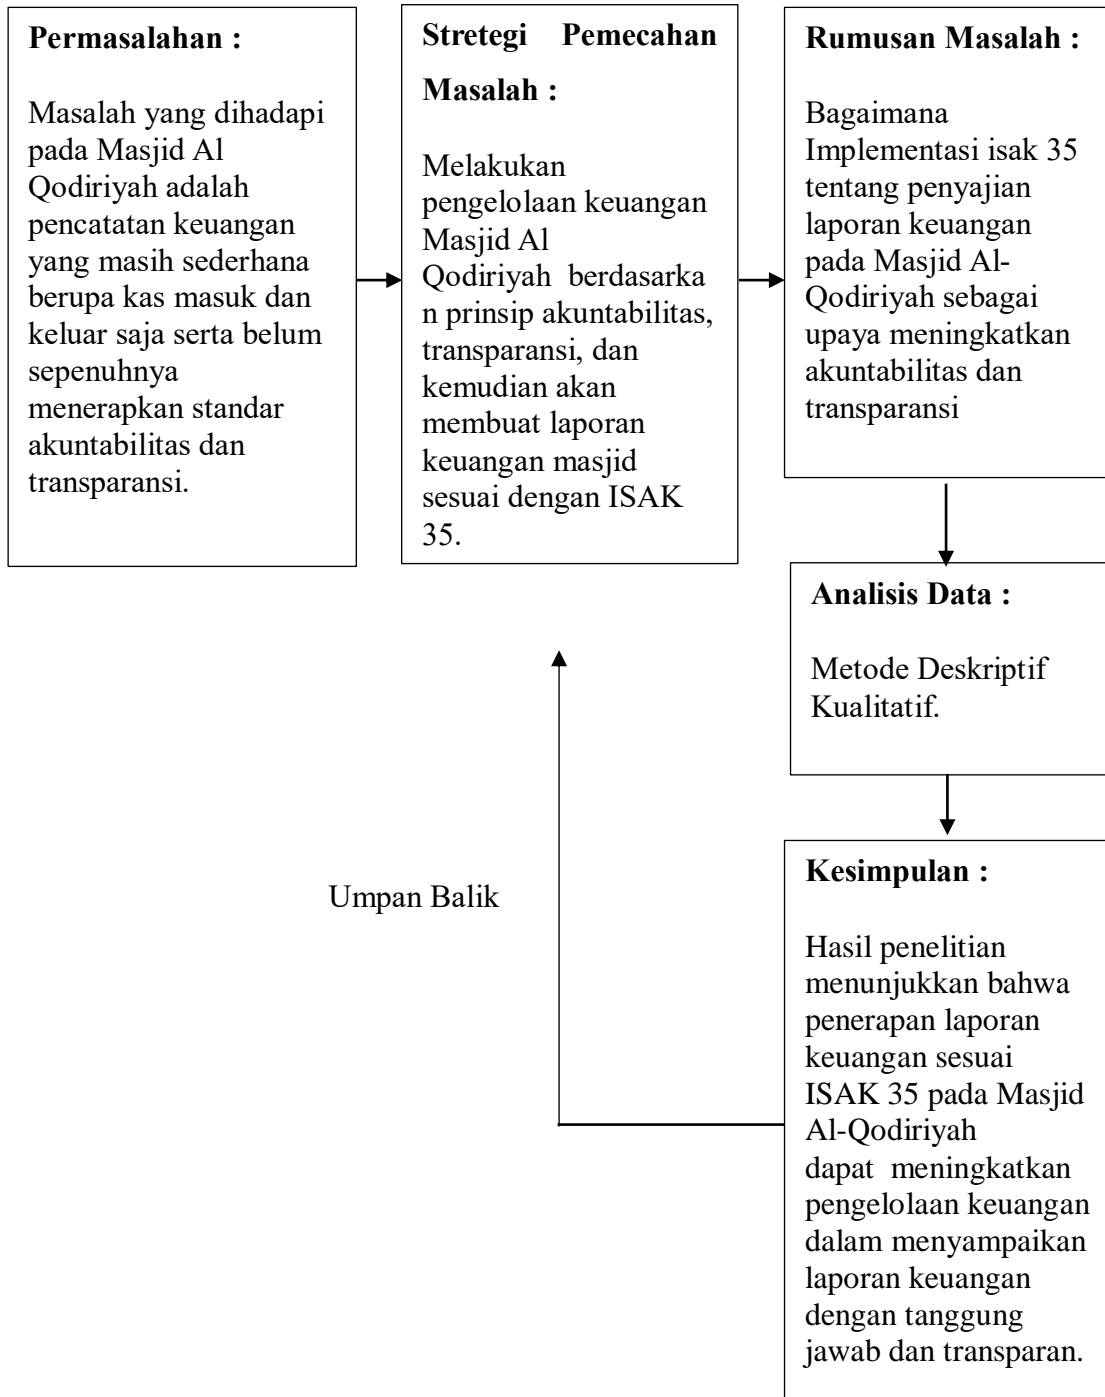 Permasalahan :
Masalah yang dihadapi
pada Masjid Al
Qodiriyah adalah
pencatatan keuangan
yang masih sederhana
berupa kas masuk dan
keluar saja serta belum
sepenuhnya
menerapkan standar
akuntabilitas dan
transparansi.
Stretegi Pemecahan
Masalah :
Melakukan
pengelolaan keuangan
Masjid Al
Qodiriyah berdasarka
n prinsip akuntabilitas,
transparansi, dan
kemudian akan
membuat laporan
keuangan masjid
sesuai dengan ISAK
35.
Rumusan Masalah :
Bagaimana
Implementasi isak 35
tentang penyajian
laporan keuangan
pada Masjid Al-
Qodiriyah sebagai
upaya meningkatkan
akuntabilitas dan
transparansi
Analisis Data :
Metode Deskriptif
Kualitatif.
Kesimpulan :
Hasil penelitian
menunjukkan bahwa
penerapan laporan
keuangan sesuai
ISAK 35 pada Masjid
Al-Qodiriyah
dapat meningkatkan
pengelolaan keuangan
dalam menyampaikan
laporan keuangan
dengan tanggung
jawab dan transparan.
Umpan Balik